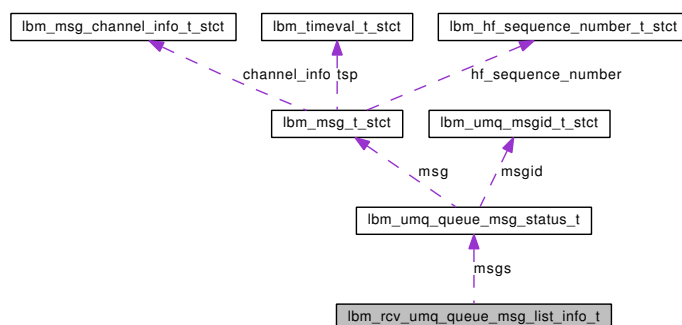 lbm_msg_channel_info_t_stct lbm_timeval_t_stct lbm_hf_sequence_number_t_stct
channel_info tsp hf_sequence_number
lbm_msg_t_stct lbm_umq_msgid_t_stct
msg msgid
lbm_umq_queue_msg_status_t
msgs
lbm_rcv_umq_queue_msg_list_info_t